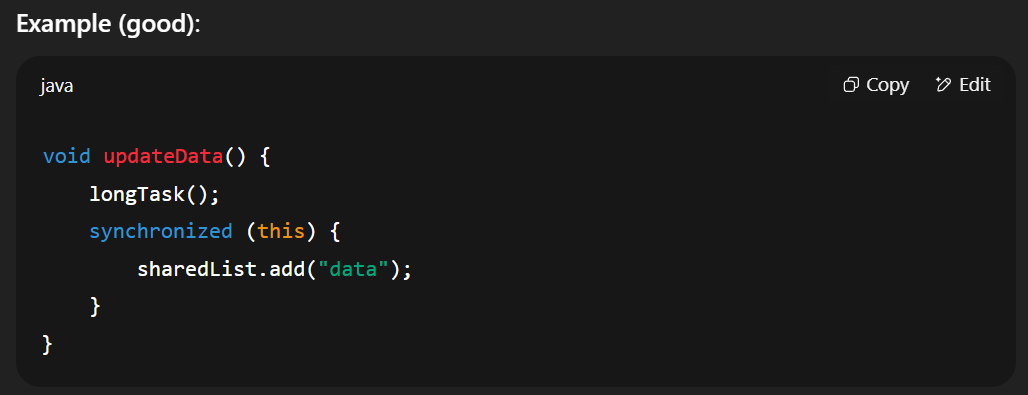 Example (good):
java
Copy
Edit
void updateData() {
    longTask();
    synchronized (this) {
        sharedList.add("data");
    }
}